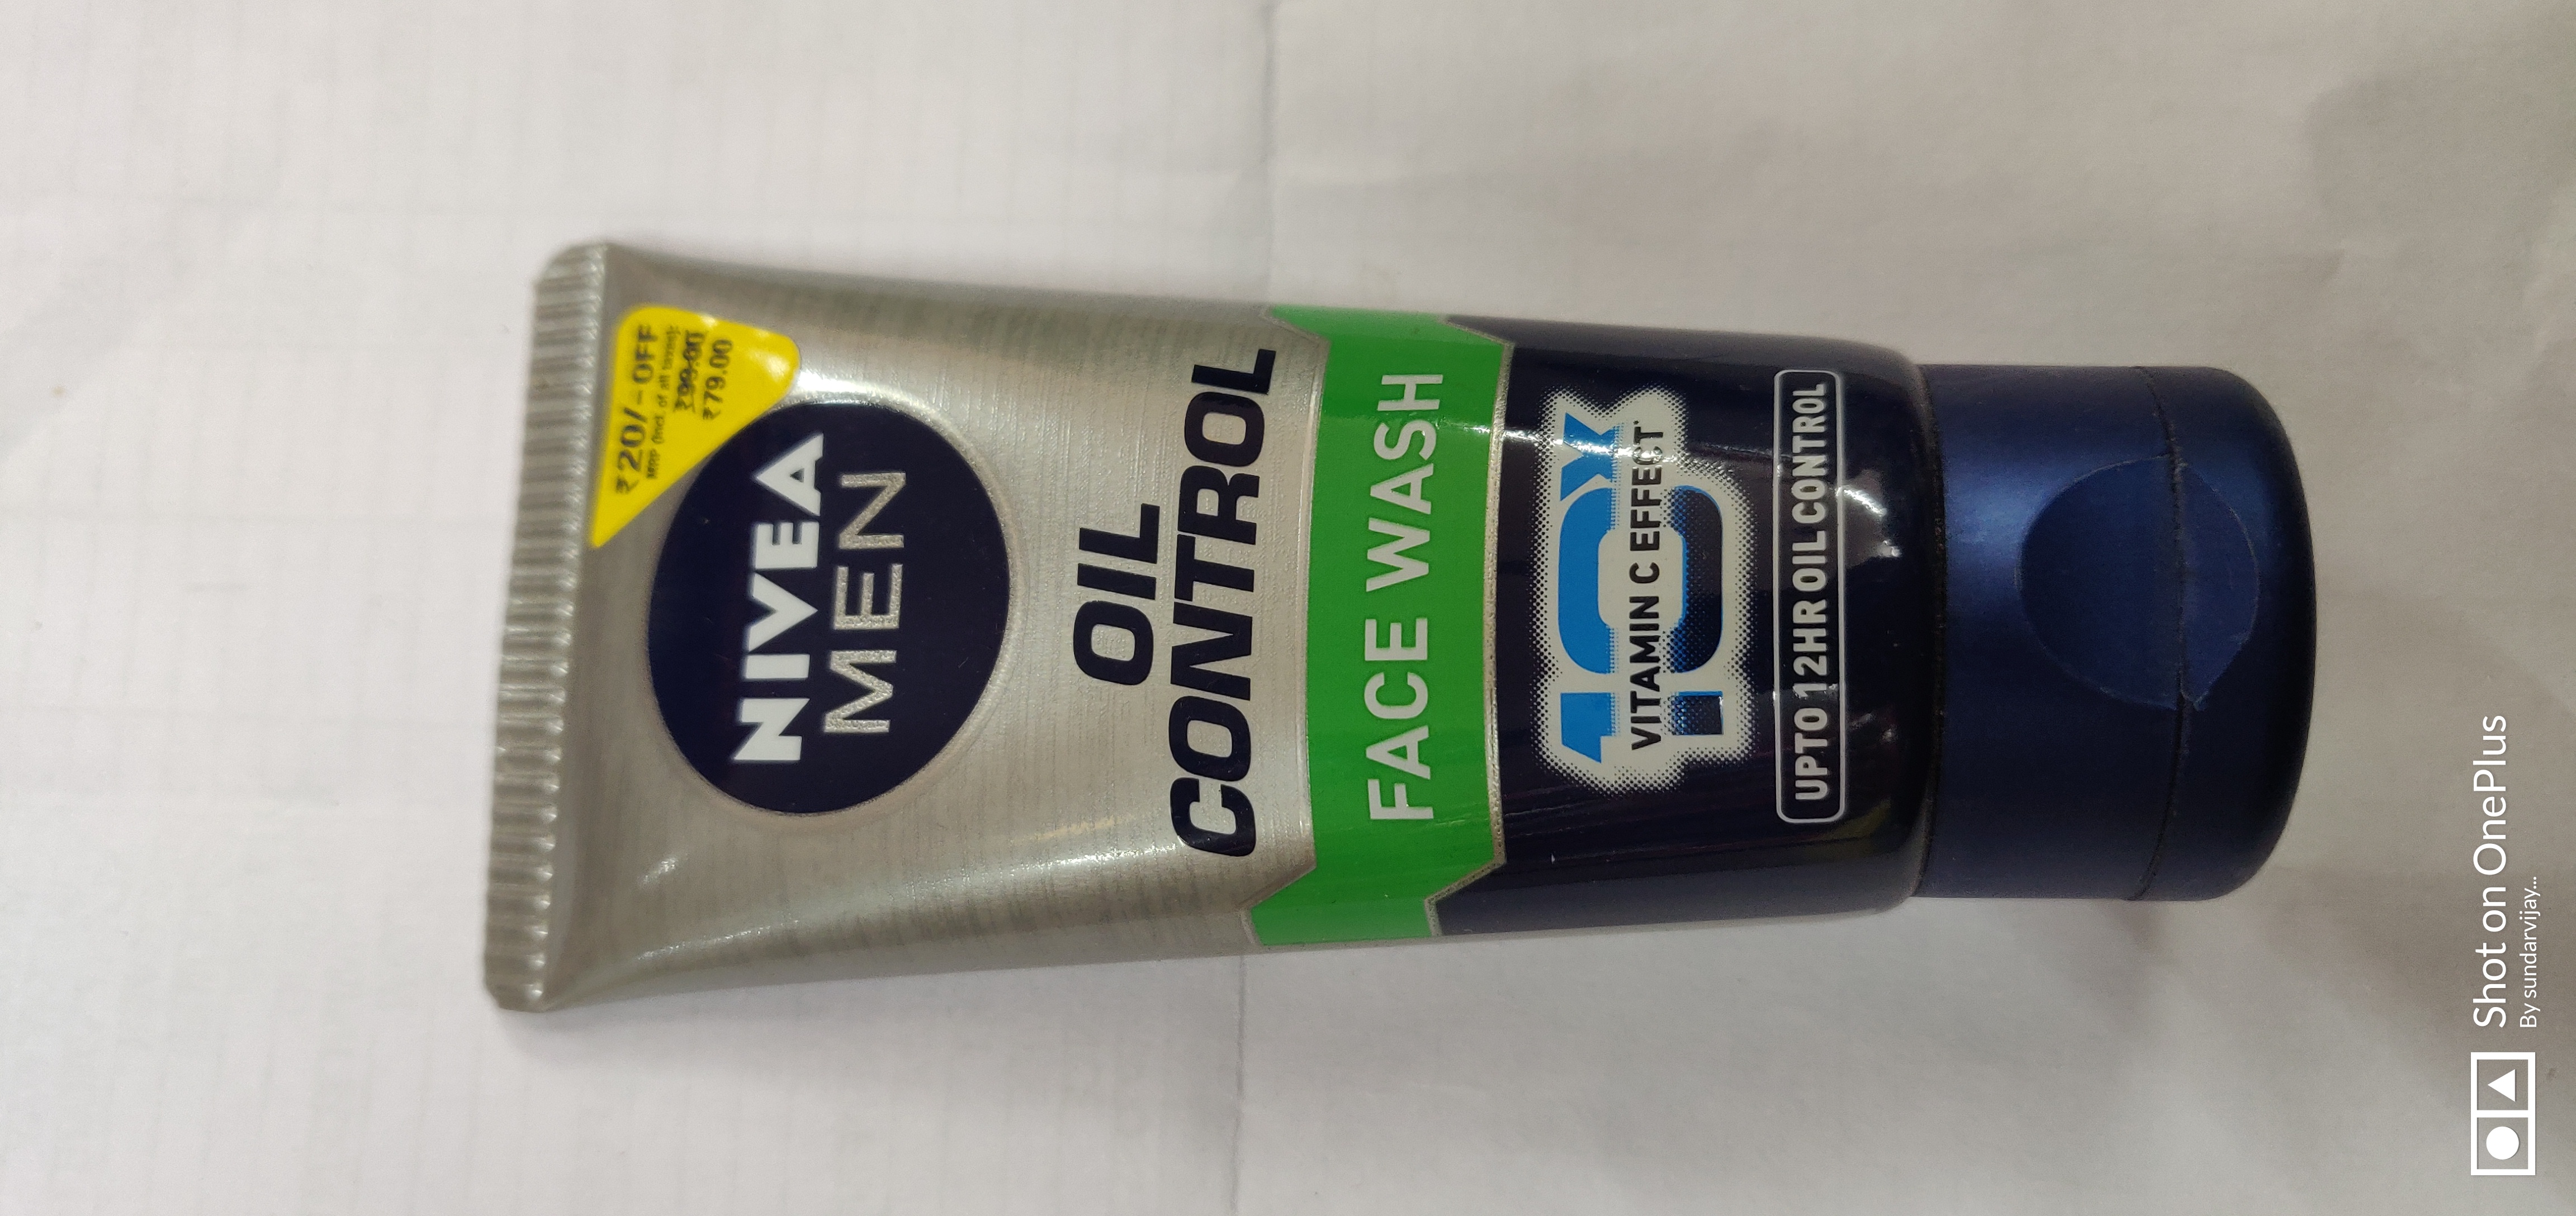 ₹20/- OFF
MRP (Incl. of all taxes):
₹99.00
₹79.00
NIVEA
MEN
OIL
CONTROL
FACE WASH
10X
VITAMIN C EFFECT*
UPTO 12HR OIL CONTROL
Shot on OnePlus
By sundarvijay...